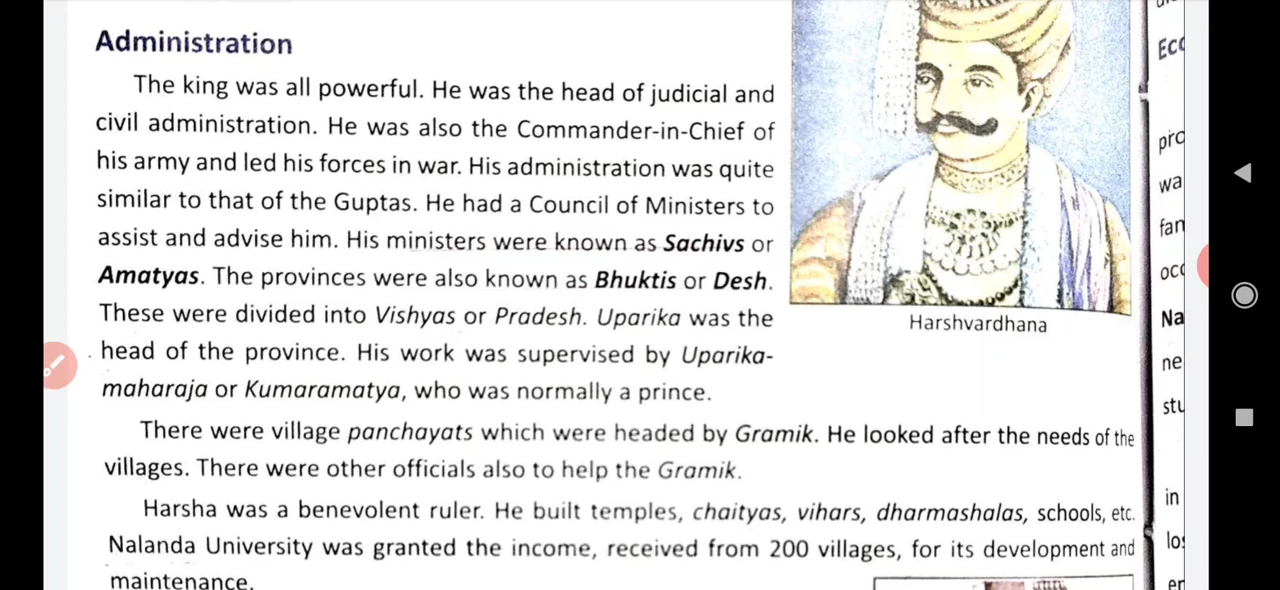 Administration
The king was all powerful. He was the head of judicial and
civil administration. He was also the Commander-in-Chief of
his army and led his forces in war. His administration was quite
similar to that of the Guptas. He had a Council of Ministers to
assist and advise him. His ministers were known as Sachivs or
Amatyas. The provinces were also known as Bhuktis or Desh.
These were divided into Vishyas or Pradesh. Uparika was the
head of the province. His work was supervised by Uparika-
maharaja or Kumaramatya, who was normally a prince.
Harshvardhana
There were village panchayats which were headed by Gramik. He looked after the needs of the
villages. There were other officials also to help the Gramik.
Harsha was a benevolent ruler. He built temples, chaityas, vihars, dharmashalas, schools, etc.
Nalanda University was granted the income, received from 200 villages, for its development and
maintenance.